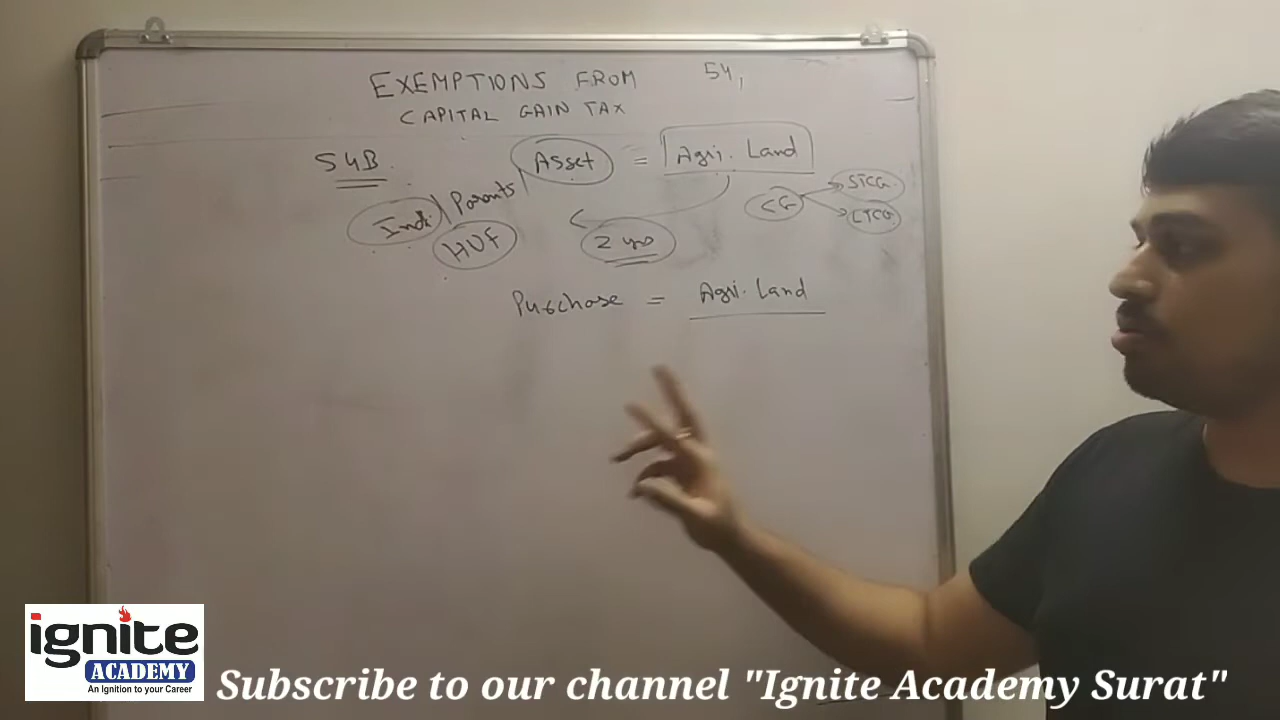 EXEMPTIONS FROM 54,
CAPITAL GAIN TAX
54B. Asset = Agri. Land
Indi / Parents /
HUF 2 yrs CG STCG
LTCG
Purchase = Agri. Land
ignite
ACADEMY
An Ignition to your Career
Subscribe to our channel "Ignite Academy Surat"